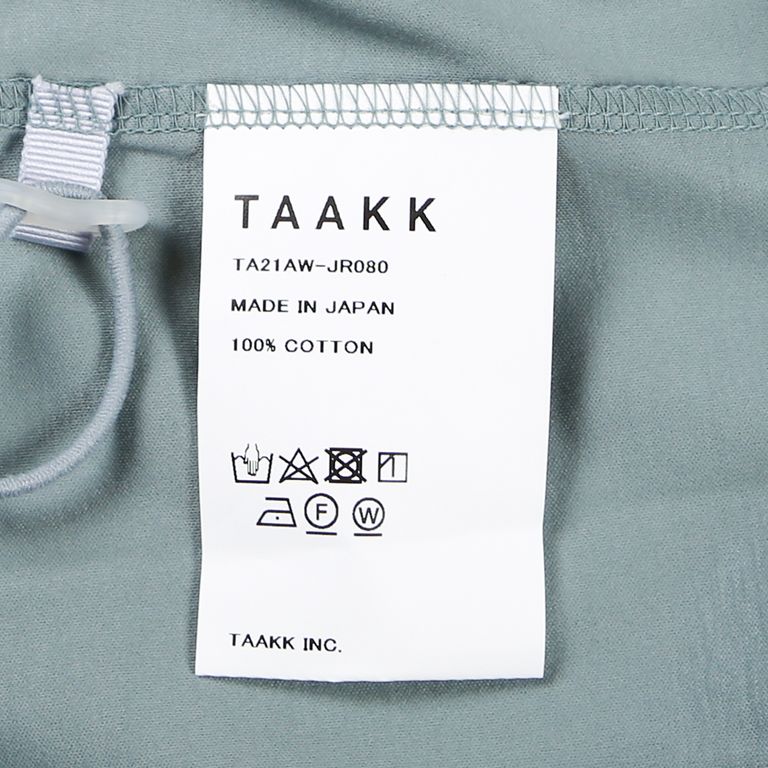 TAAKK
TA21AW-JR080
MADE IN JAPAN
100% COTTON
F W
TAAKK INC.